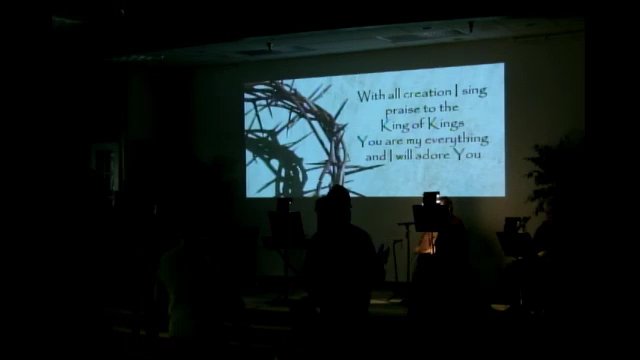 With all creation I sing
praise to the
King of Kings
You are my everything
and I will adore You